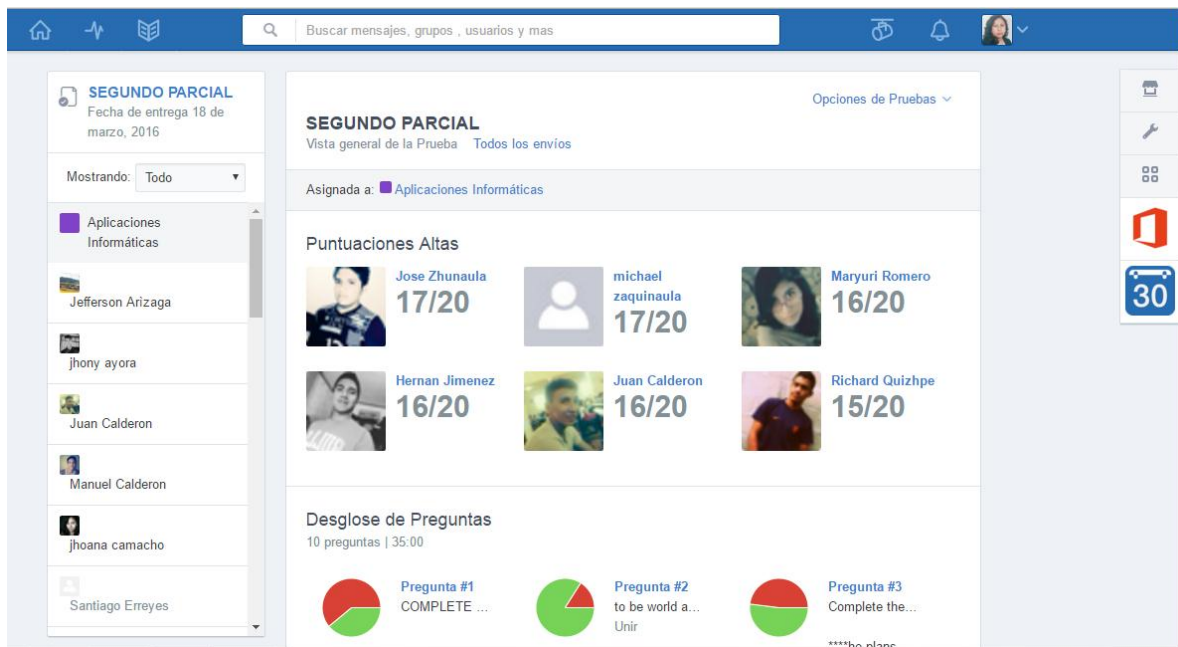 Buscar mensajes, grupos , usuarios y mas
SEGUNDO PARCIAL
Fecha de entrega 18 de
marzo, 2016
Mostrando: Todo
Aplicaciones
Informáticas
Jefferson Arizaga
jhony ayora
Juan Calderon
Manuel Calderon
jhoana camacho
Santiago Erreyes
Opciones de Pruebas
SEGUNDO PARCIAL
Vista general de la Prueba Todos los envíos
Asignada a: Aplicaciones Informáticas
Puntuaciones Altas
Jose Zhunaula
17/20
michael
zaquinaula
17/20
Maryuri Romero
16/20
Hernan Jimenez
16/20
Juan Calderon
16/20
Richard Quizhpe
15/20
Desglose de Preguntas
10 preguntas | 35:00
Pregunta #1
COMPLETE ...
Pregunta #2
to be world a...
Unir
Pregunta #3
Complete the...
****he plans
30